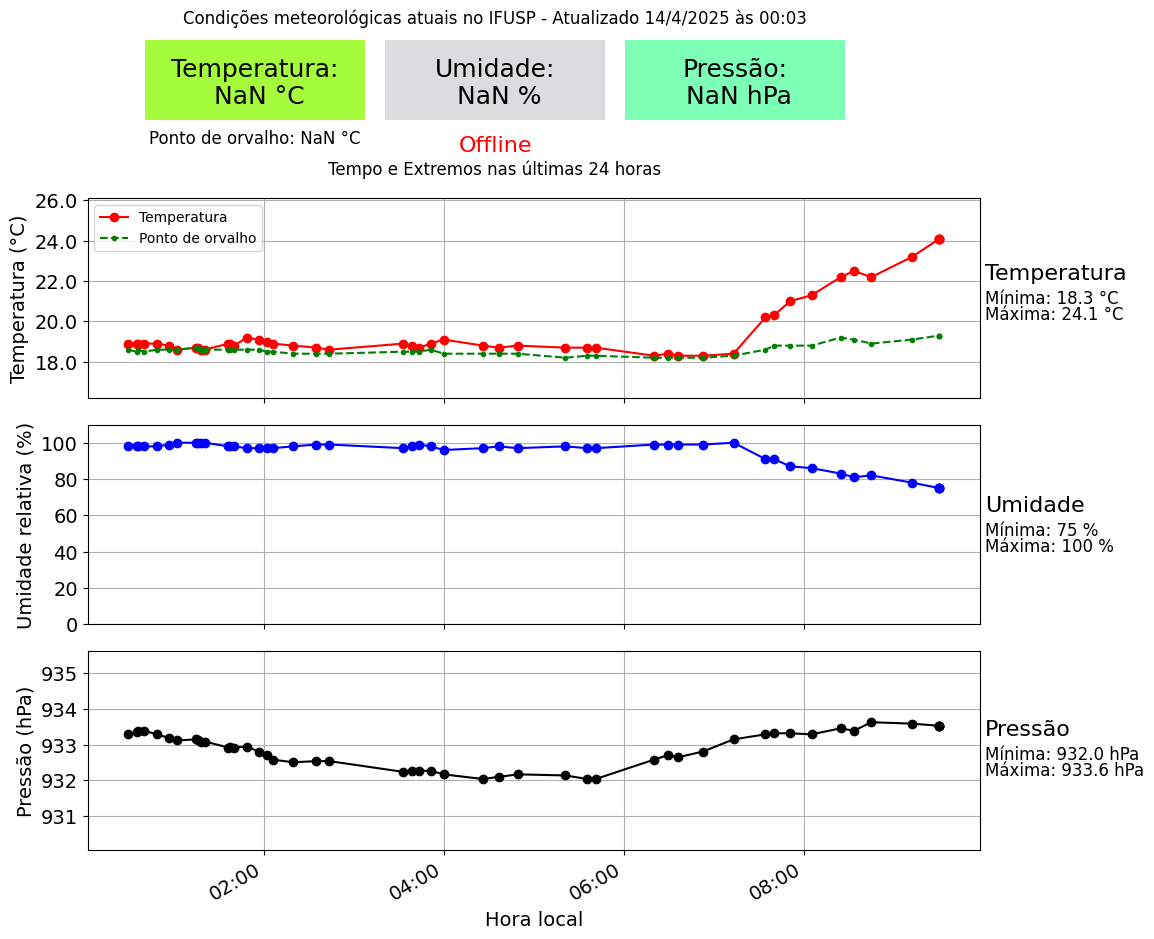 Condições meteorológicas atuais no IFUSP - Atualizado 14/4/2025 às 00:03
Temperatura:
NaN °C
Umidade:
NaN %
Pressão:
NaN hPa
Ponto de orvalho: NaN °C
Offline
Tempo e Extremos nas últimas 24 horas
Temperatura (°C)
26.0
24.0
22.0
20.0
18.0
Temperatura
Ponto de orvalho
Temperatura
Mínima: 18.3 °C
Máxima: 24.1 °C
Umidade relativa (%)
100
80
60
40
20
0
Umidade
Mínima: 75 %
Máxima: 100 %
Pressão (hPa)
935
934
933
932
931
Pressão
Mínima: 932.0 hPa
Máxima: 933.6 hPa
02:00
04:00
06:00
08:00
Hora local